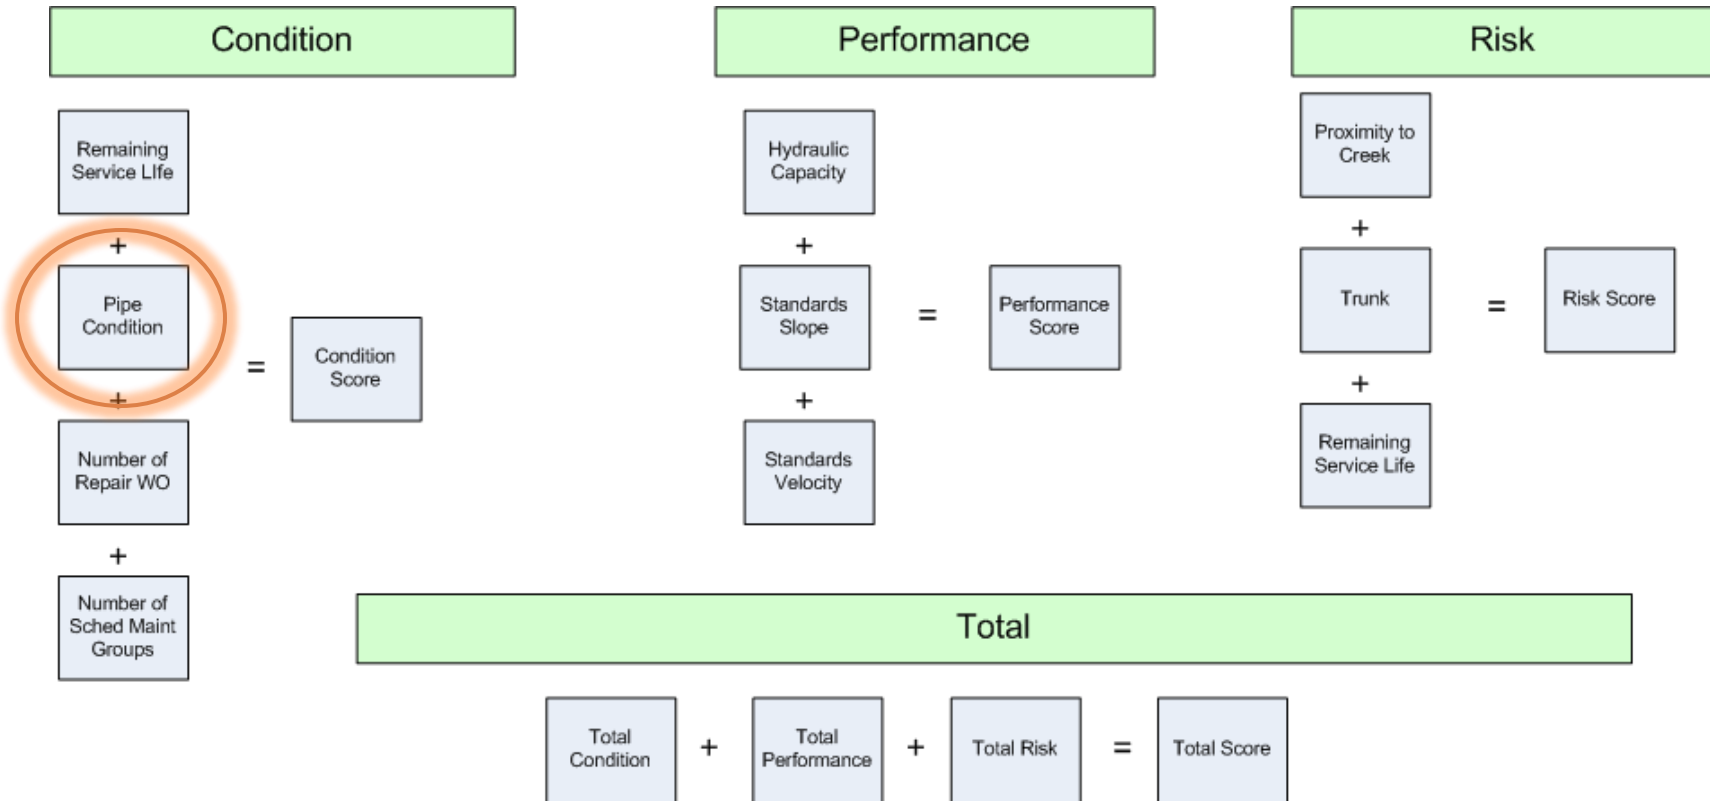 Condition
Remaining
Service LIfe
+
Pipe
Condition
+
Number of
Repair WO
+
Number of
Sched Maint
Groups
=
Condition
Score
Performance
Hydraulic
Capacity
+
Standards
Slope
+
Standards
Velocity
=
Performance
Score
Risk
Proximity to
Creek
+
Trunk
+
Remaining
Service Life
=
Risk Score
Total
Total
Condition
+
Total
Performance
+
Total Risk
=
Total Score